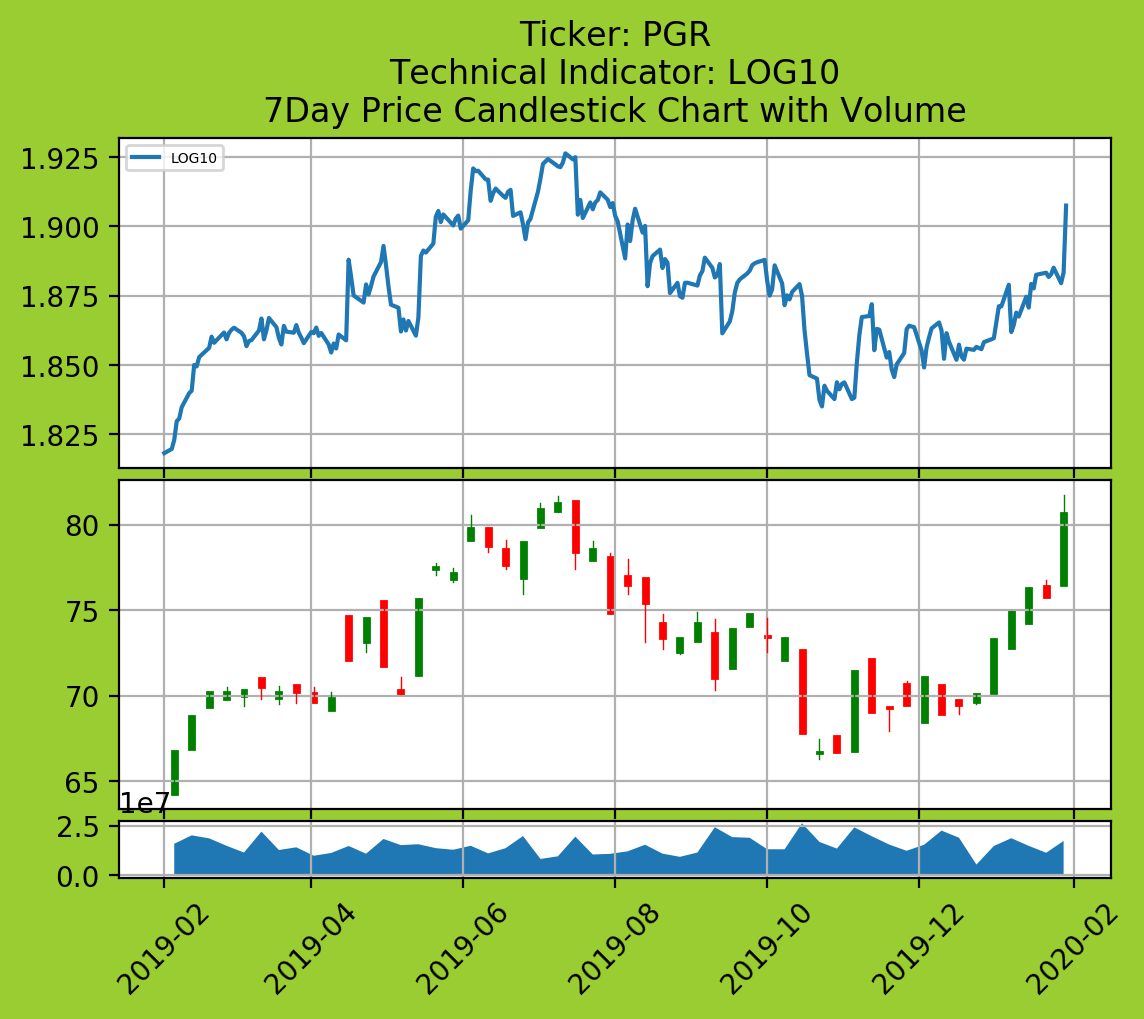 Ticker: PGR
Technical Indicator: LOG10
7Day Price Candlestick Chart with Volume
LOG10
1.925
1.900
1.875
1.850
1.825
80
75
70
65
1e7
2.5
0.0
2019-02 2019-04 2019-06 2019-08 2019-10 2019-12 2020-02